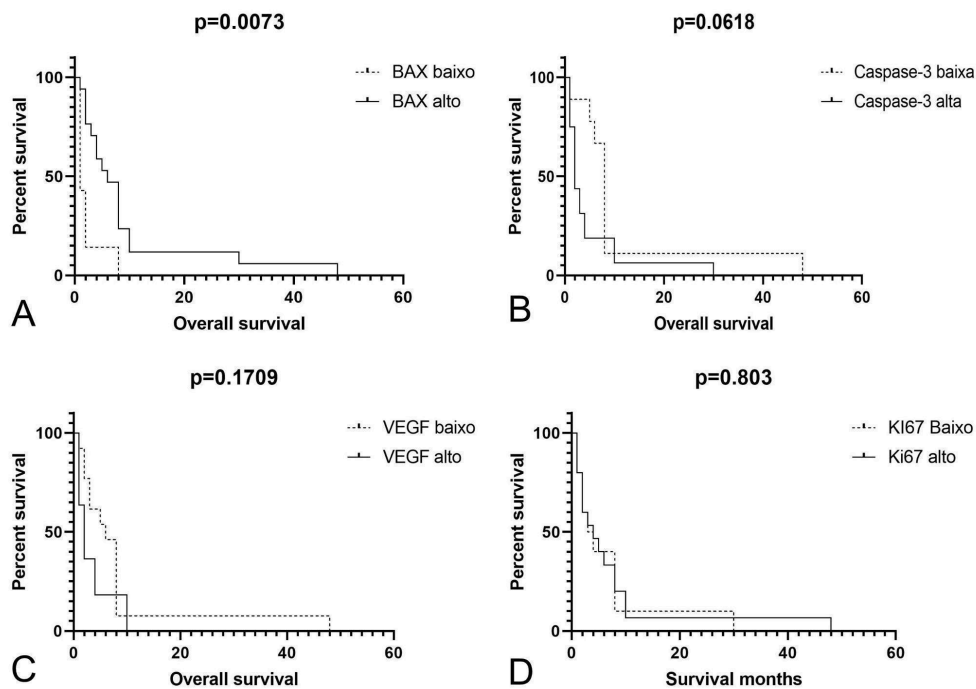 p=0.0073
BAX baixo
BAX alto
Percent survival
100
50
0
0 20 40 60
Overall survival
A
p=0.0618
Caspase-3 baixa
Caspase-3 alta
Percent survival
100
50
0
0 20 40 60
Overall survival
B
p=0.1709
VEGF baixo
VEGF alto
Percent survival
100
50
0
0 20 40 60
Overall survival
C
p=0.803
KI67 Baixo
Ki67 alto
Percent survival
100
50
0
0 20 40 60
Survival months
D